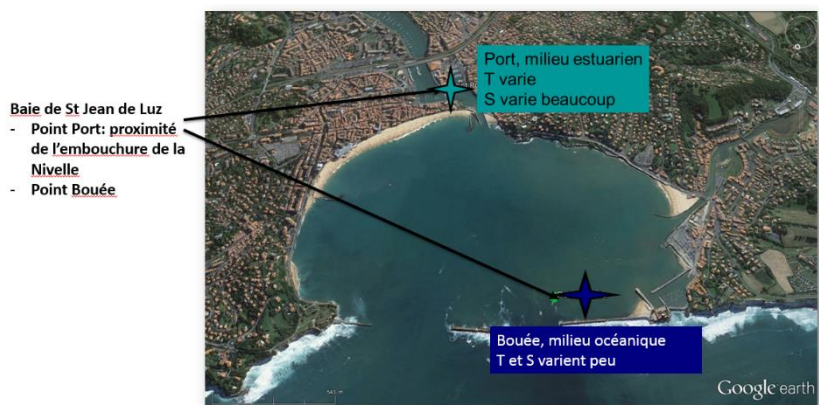 Baie de St Jean de Luz
- Point Port: proximité
de l'embouchure de la
Nivelle
- Point Bouée
Port, milieu estuarien
T varie
S varie beaucoup
Bouée, milieu océanique
T et S varient peu
Google earth